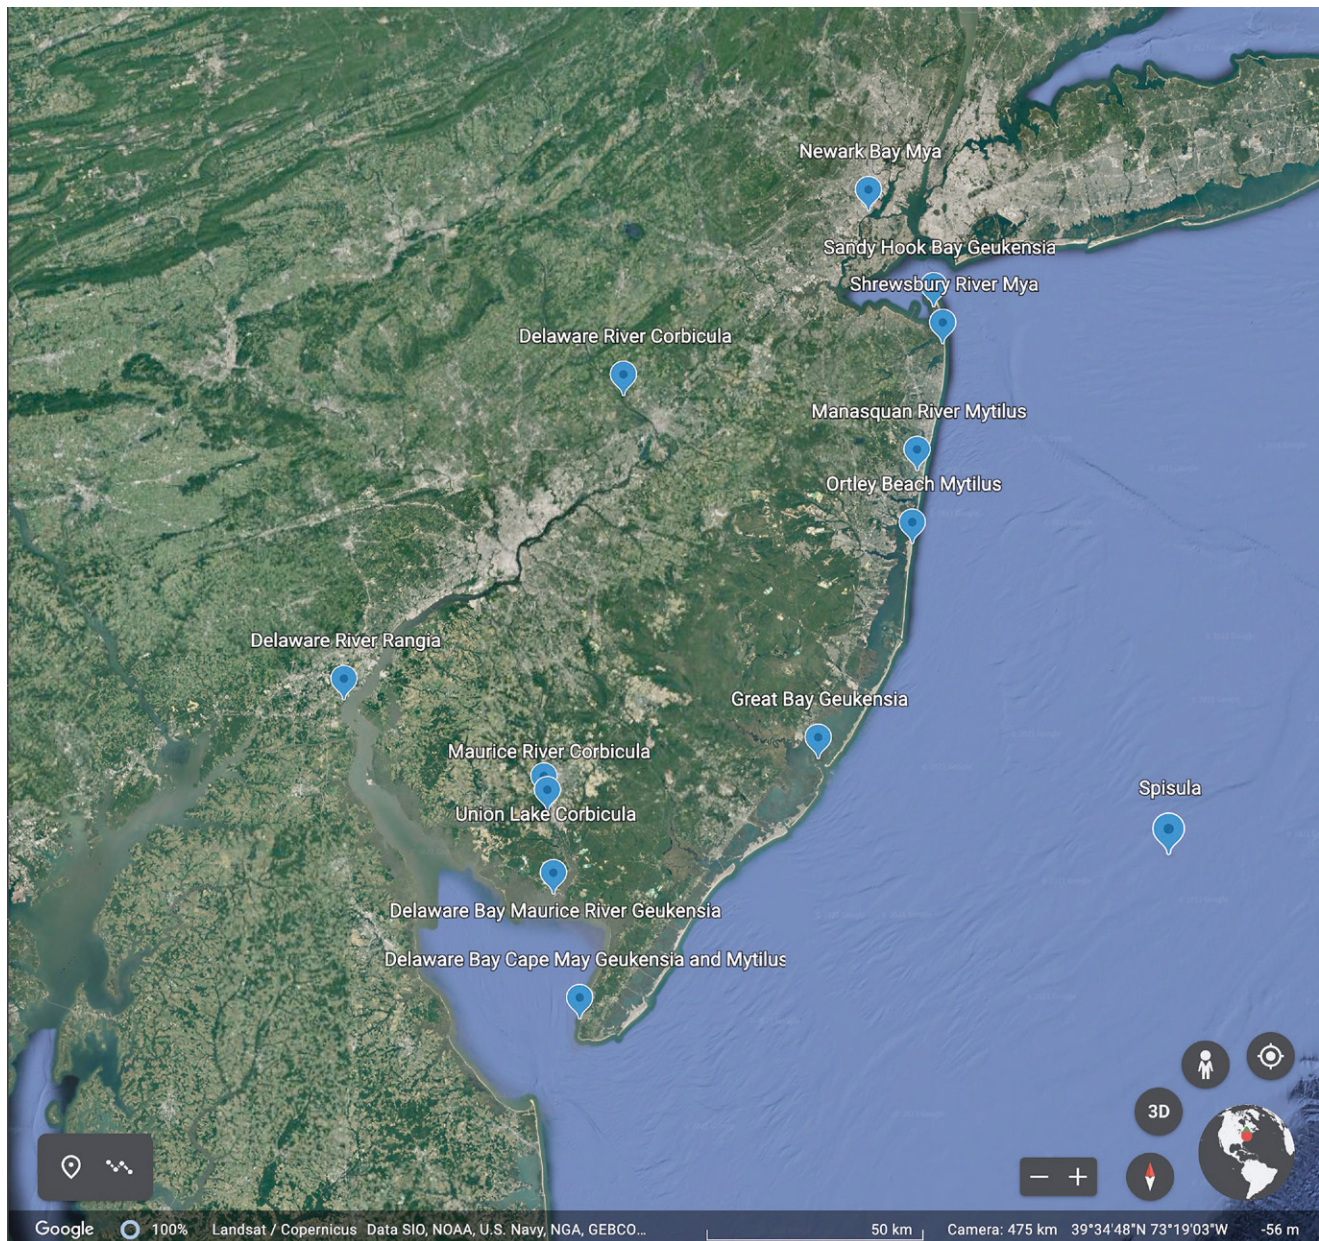 Newark Bay Mya
Sandy Hook Bay Geukensia
Shrewsbury River Mya
Delaware River Corbicula
Manasquan River Mytilus
Ortley Beach Mytilus
Delaware River Rangia
Great Bay Geukensia
Maurice River Corbicula
Spisula
Union Lake Corbicula
Delaware Bay Maurice River Geukensia
Delaware Bay Cape May Geukensia and Mytilus
3D
Google 100% Landsat / Copernicus Data SIO, NOAA, U.S. Navy, NGA, GEBCO... 50 km Camera: 475 km 39°34'48"N 73°19'03"W -56 m